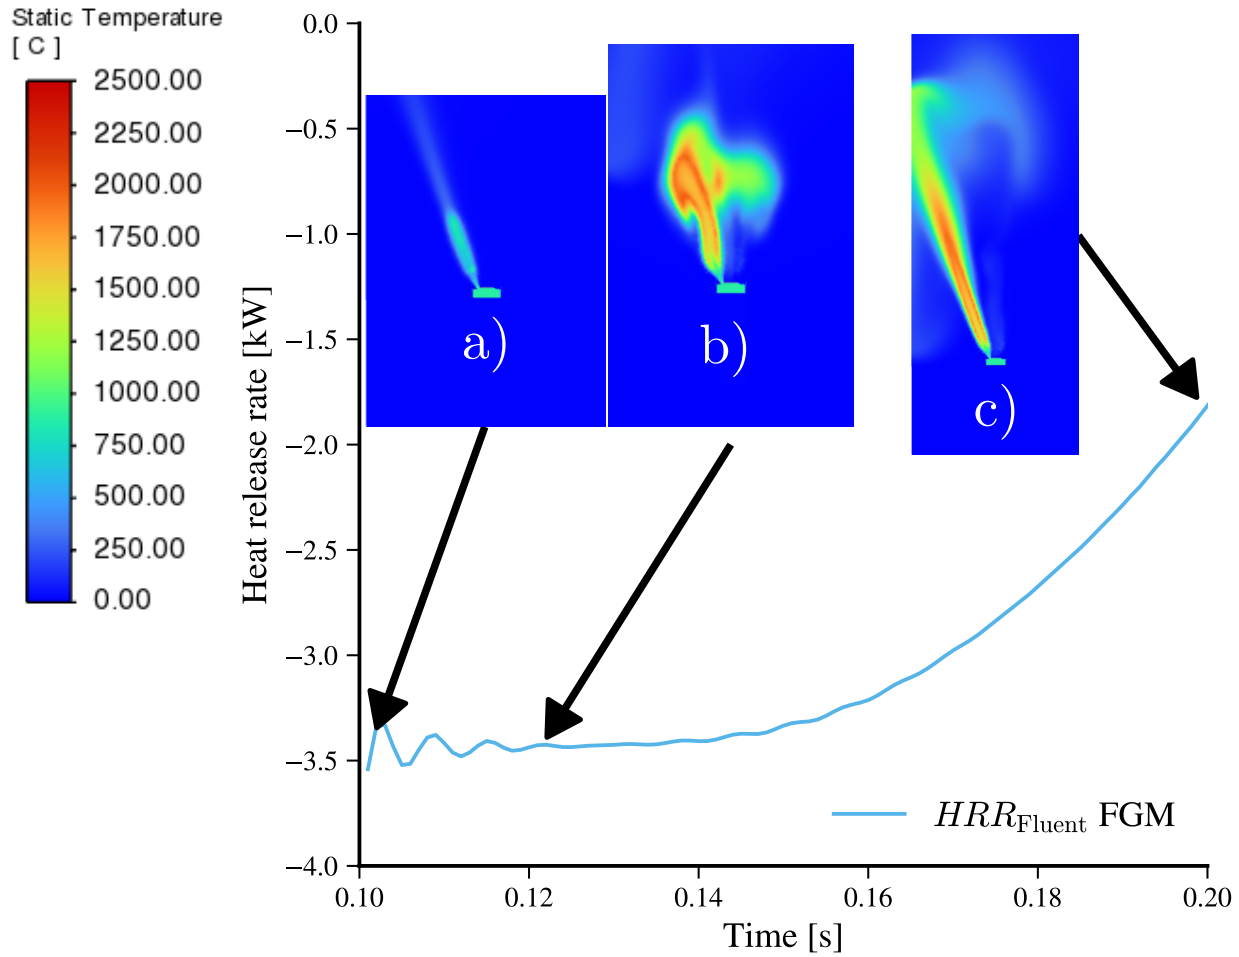 Static Temperature
[ C ]
2500.00
2250.00
2000.00
1750.00
1500.00
1250.00
1000.00
750.00
500.00
250.00
0.00
Heat release rate [kW]
0.0
−0.5
−1.0
−1.5
−2.0
−2.5
−3.0
−3.5
−4.0
a)
b)
c)
HRR_Fluent FGM
0.10 0.12 0.14 0.16 0.18 0.20
Time [s]